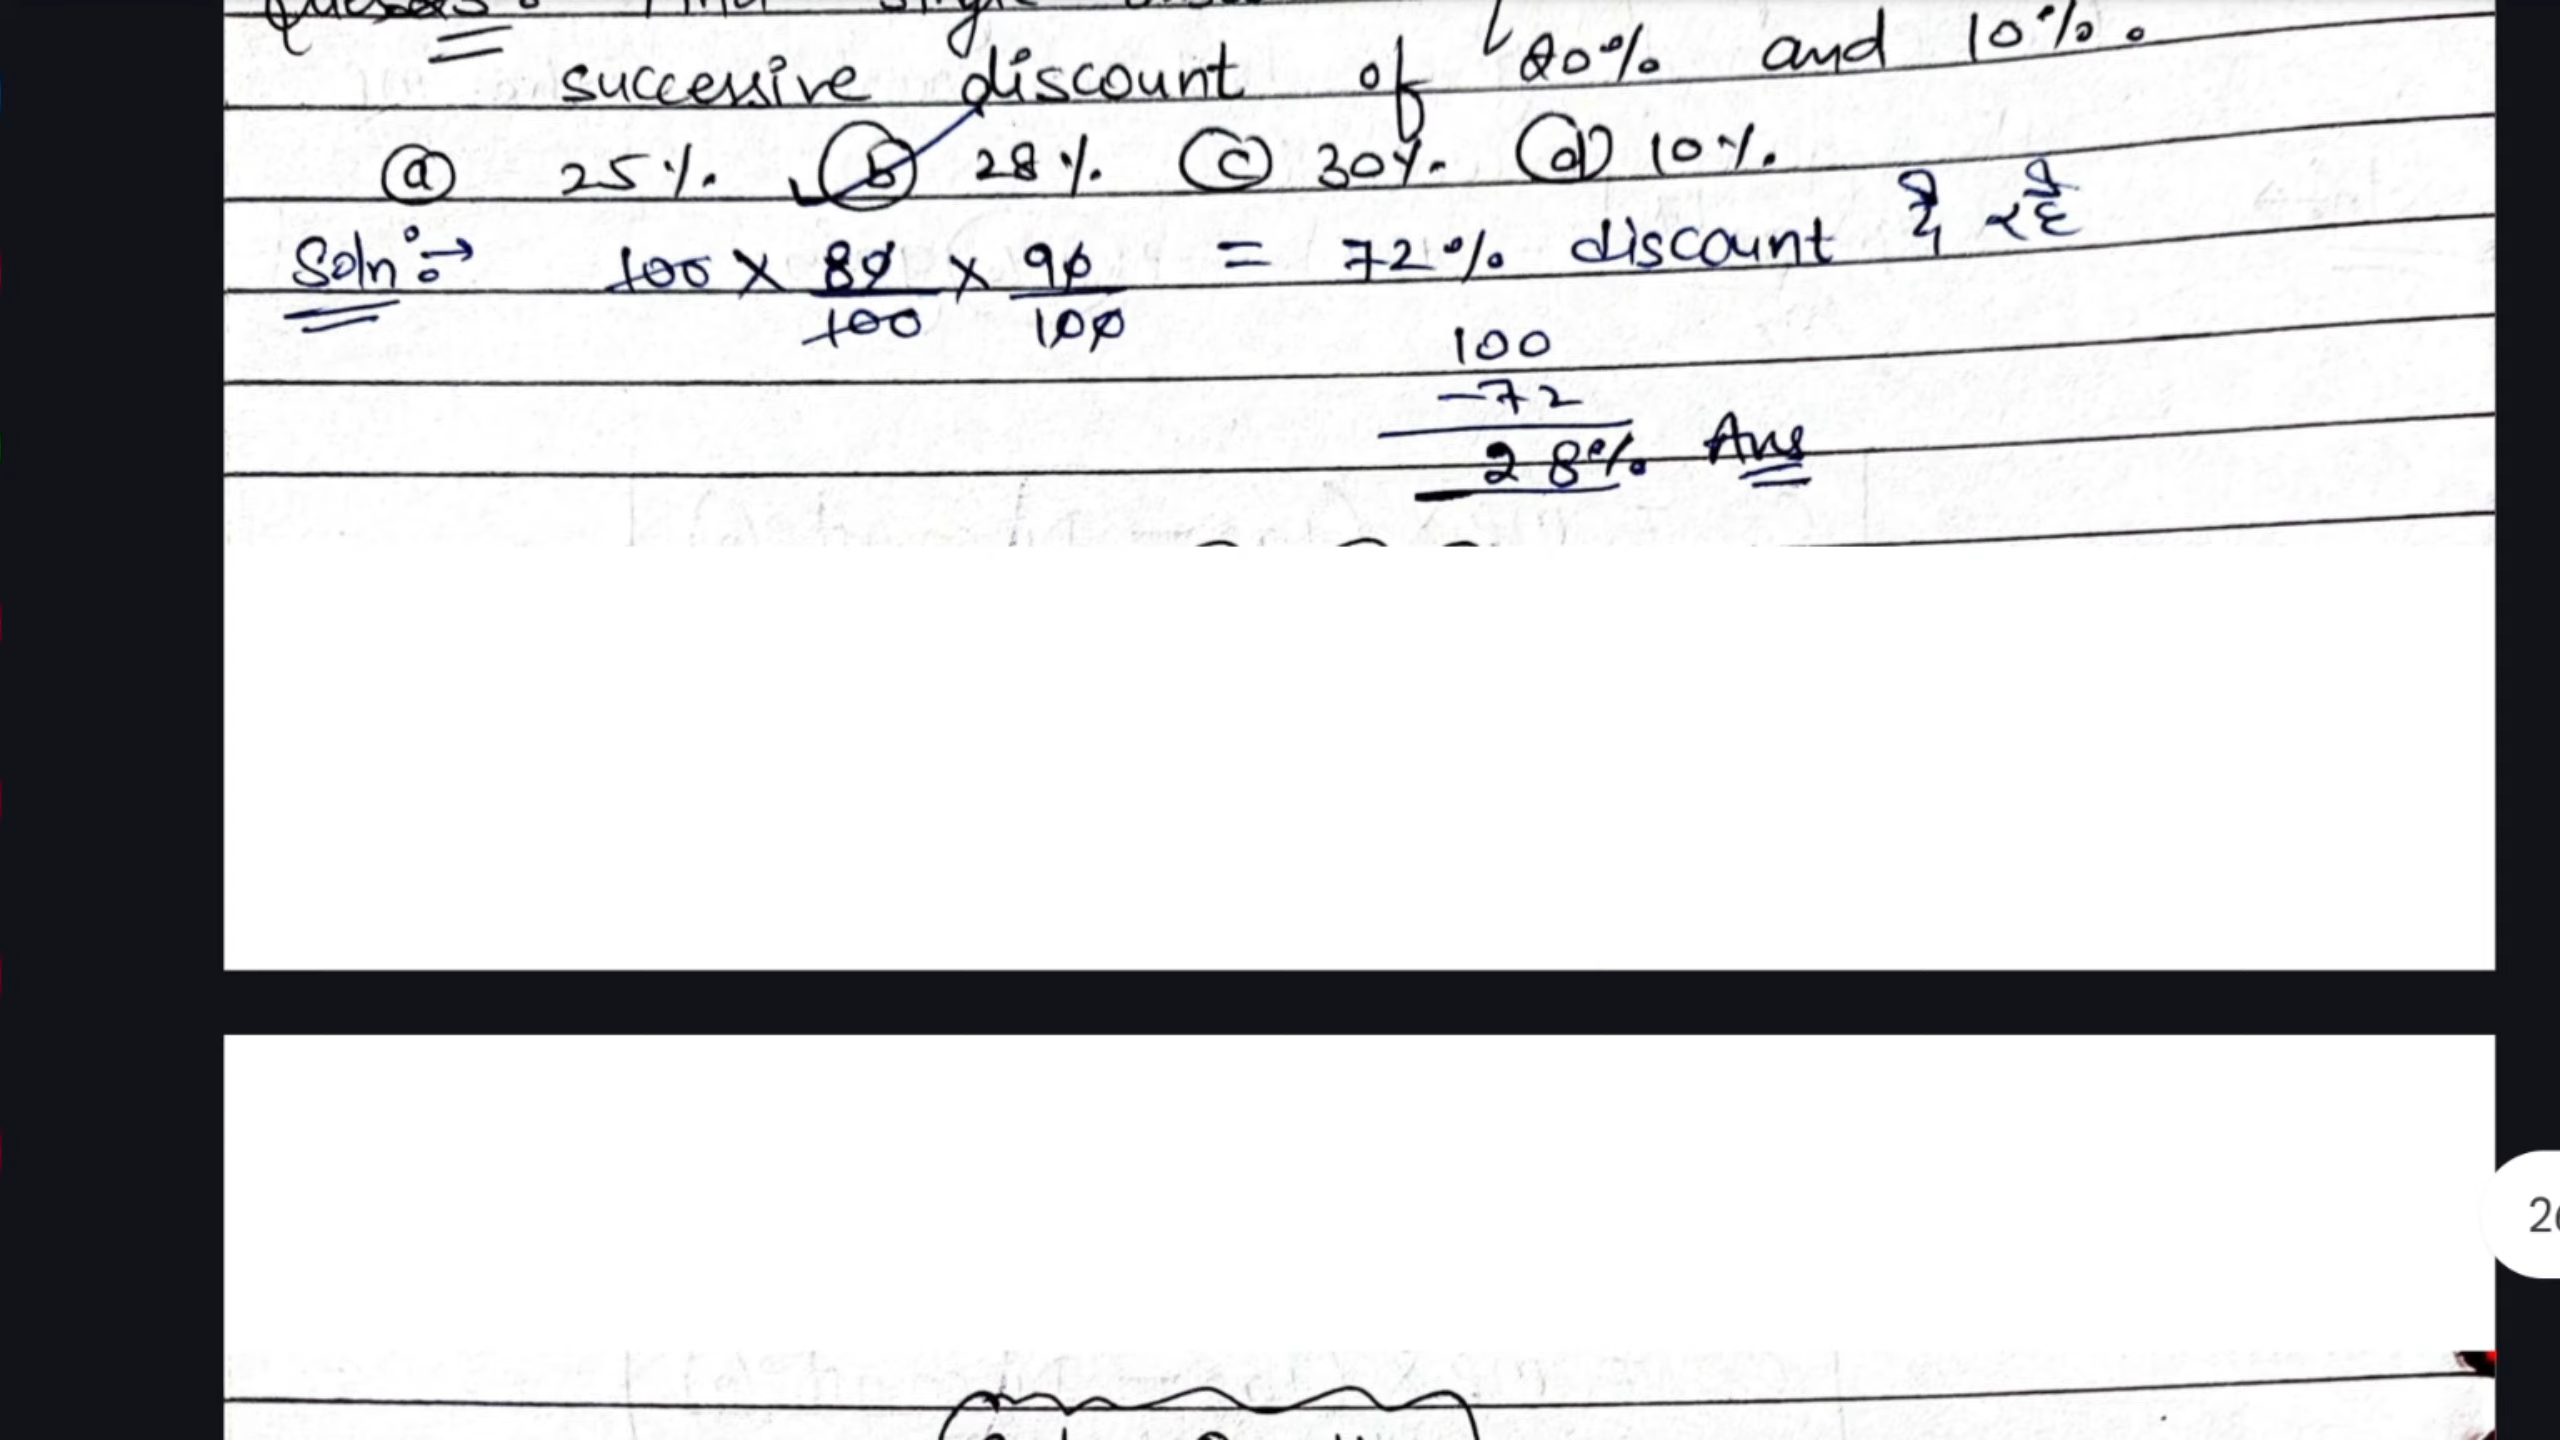 successive discount of 20% and 10%.
(a) 25%. (b) 28%. (c) 30%. (d) 10%.
Soln :→ 100 × 80/100 × 90/100 = 72% discount
100
-72
28% Ans